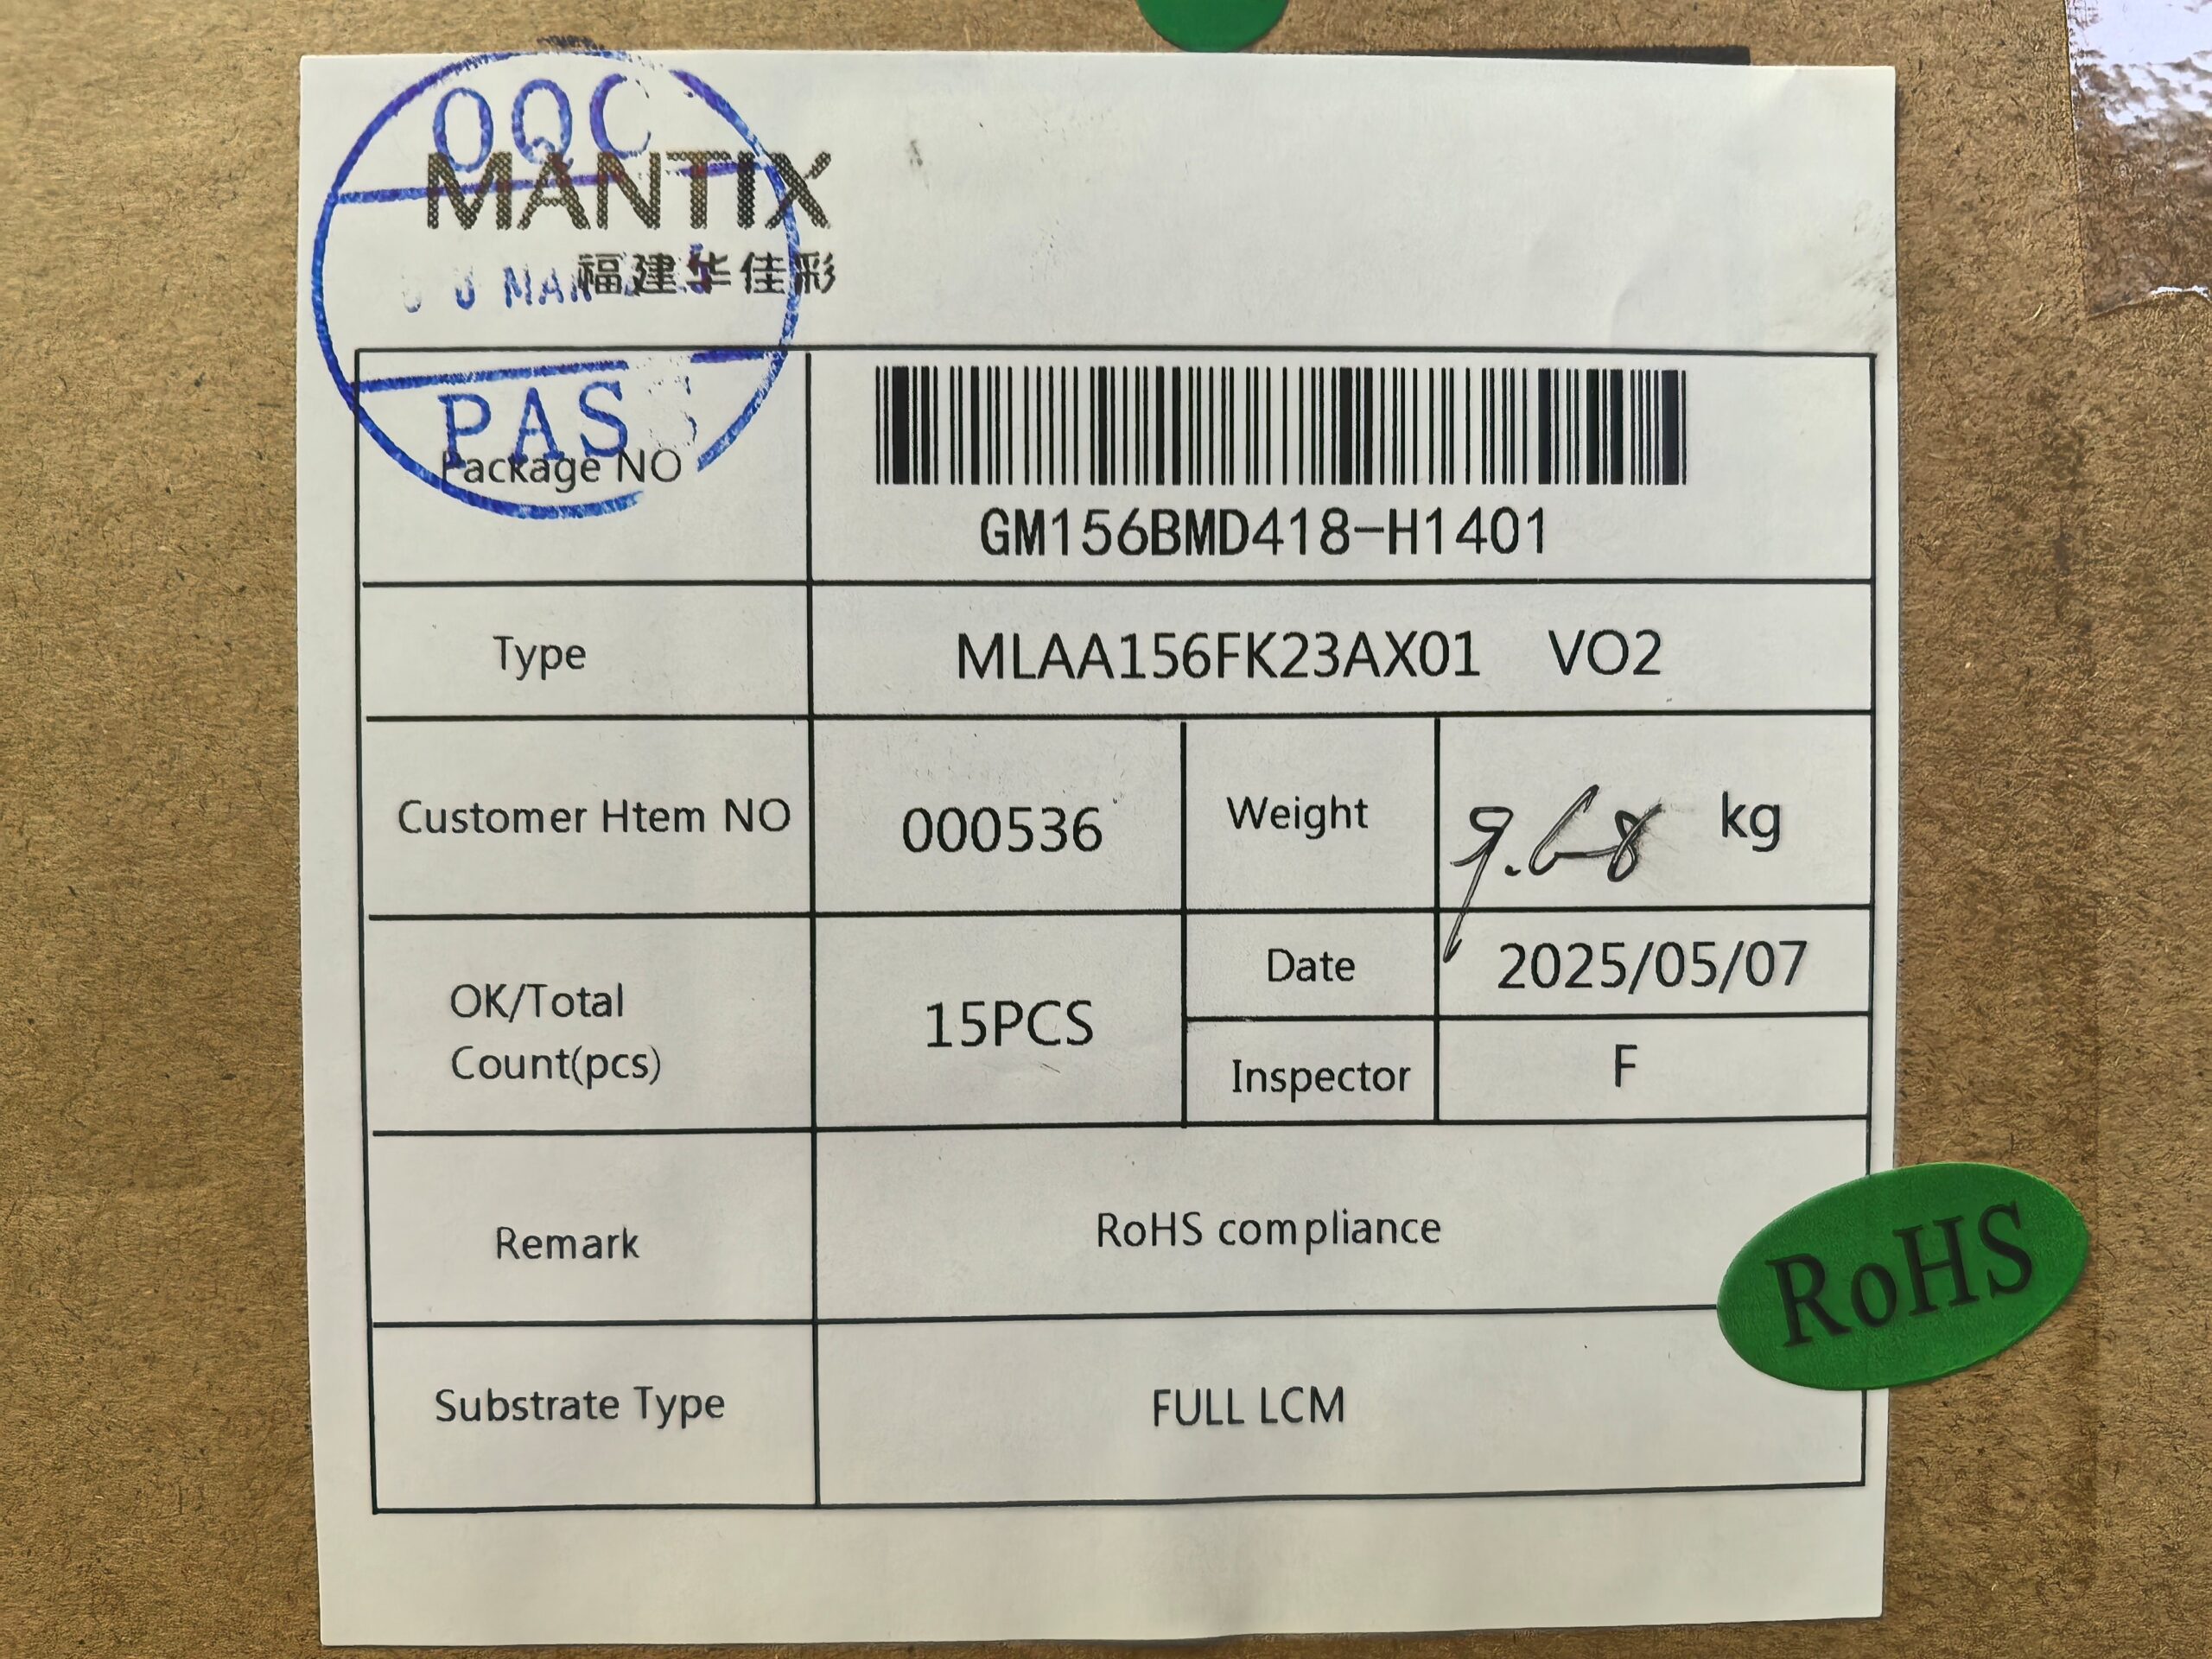 OQC
MANTIX
福建华佳彩
PASS
Package NO
GM156BMD418-H1401
Type
MLAA156FK23AX01 VO2
Customer Htem NO
000536
Weight
9.68 kg
OK/Total
Count(pcs)
15PCS
Date
2025/05/07
Inspector
F
Remark
RoHS compliance
RoHS
Substrate Type
FULL LCM